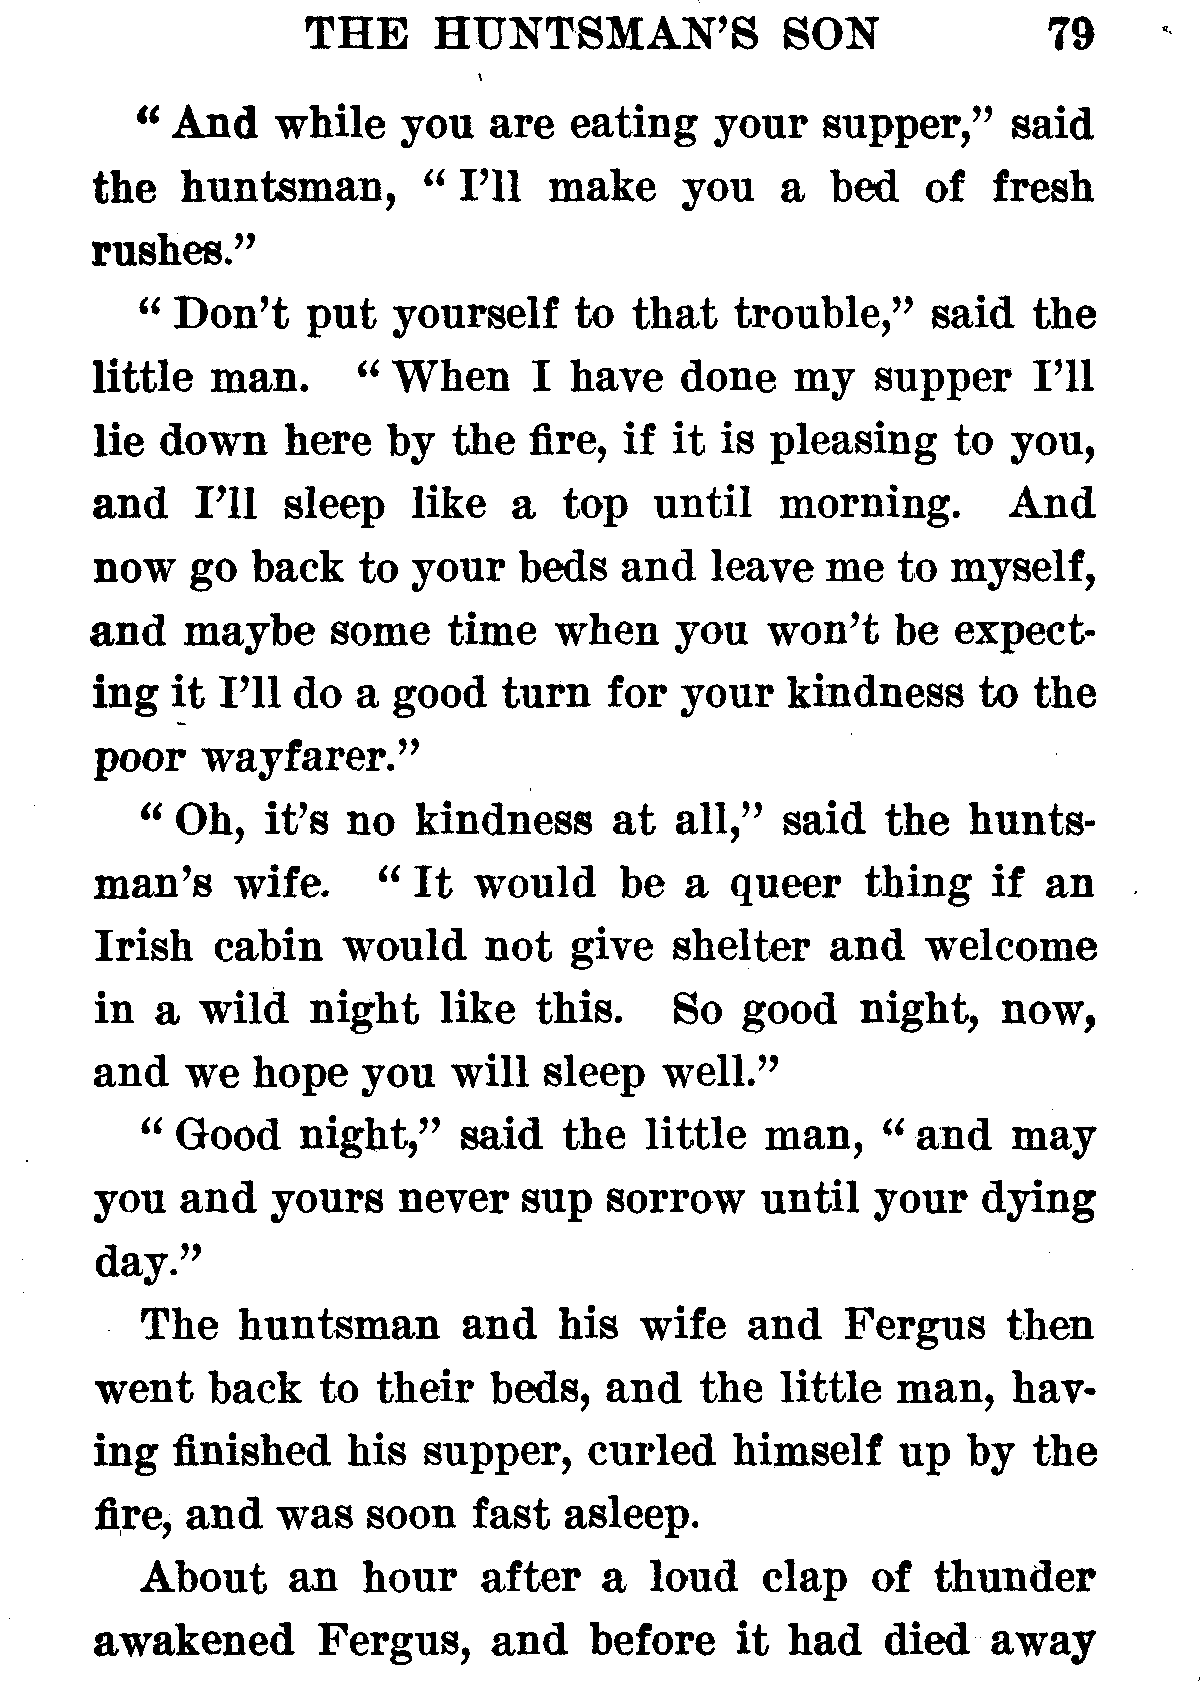 THE HUNTSMAN'S SON 79
“ And while you are eating your supper,” said
the huntsman, “ I’ll make you a bed of fresh
rushes.”
“ Don’t put yourself to that trouble,” said the
little man. “ When I have done my supper I’ll
lie down here by the fire, if it is pleasing to you,
and I’ll sleep like a top until morning. And
now go back to your beds and leave me to myself,
and maybe some time when you won’t be expect-
ing it I’ll do a good turn for your kindness to the
poor wayfarer.”
“ Oh, it’s no kindness at all,” said the hunts-
man’s wife. “ It would be a queer thing if an
Irish cabin would not give shelter and welcome
in a wild night like this. So good night, now,
and we hope you will sleep well.”
“ Good night,” said the little man, “ and may
you and yours never sup sorrow until your dying
day.”
The huntsman and his wife and Fergus then
went back to their beds, and the little man, hav-
ing finished his supper, curled himself up by the
fire, and was soon fast asleep.
About an hour after a loud clap of thunder
awakened Fergus, and before it had died away